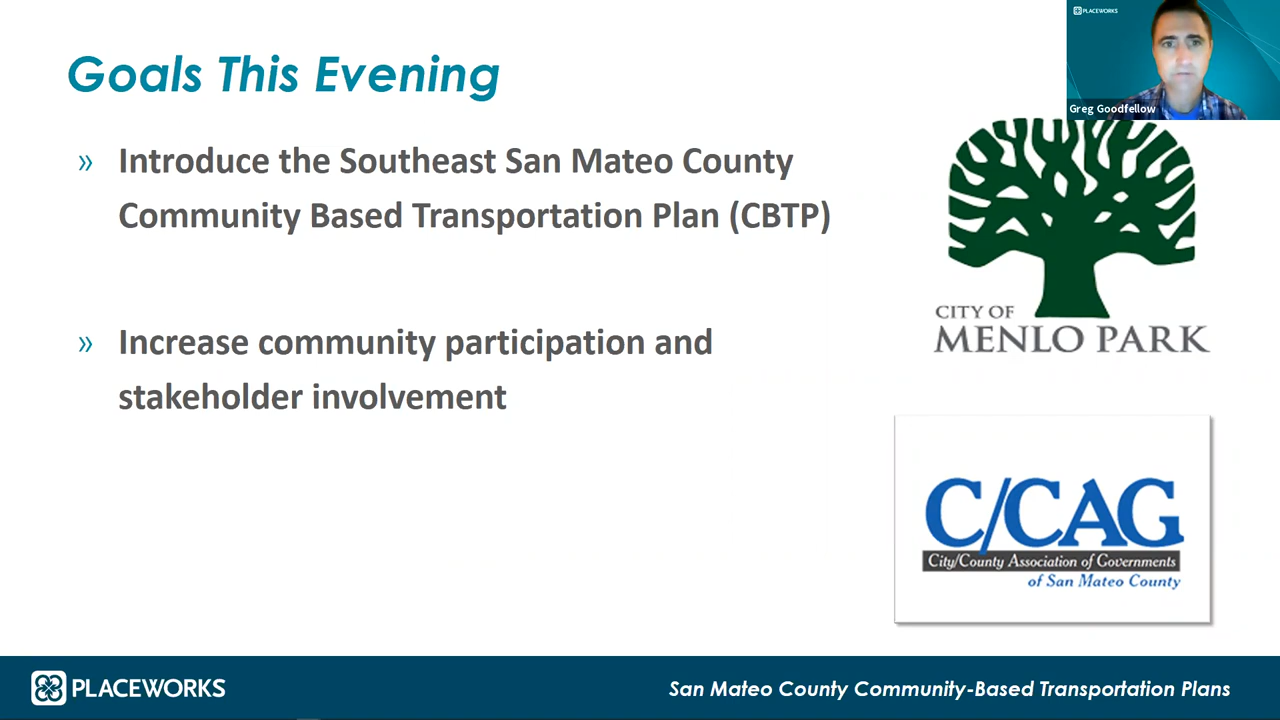 Goals This Evening
» Introduce the Southeast San Mateo County
Community Based Transportation Plan (CBTP)
» Increase community participation and
stakeholder involvement
PLACEWORKS
Greg Goodfellow
CITY OF
MENLO PARK
C/CAG
City/County Association of Governments
of San Mateo County
PLACEWORKS
San Mateo County Community-Based Transportation Plans